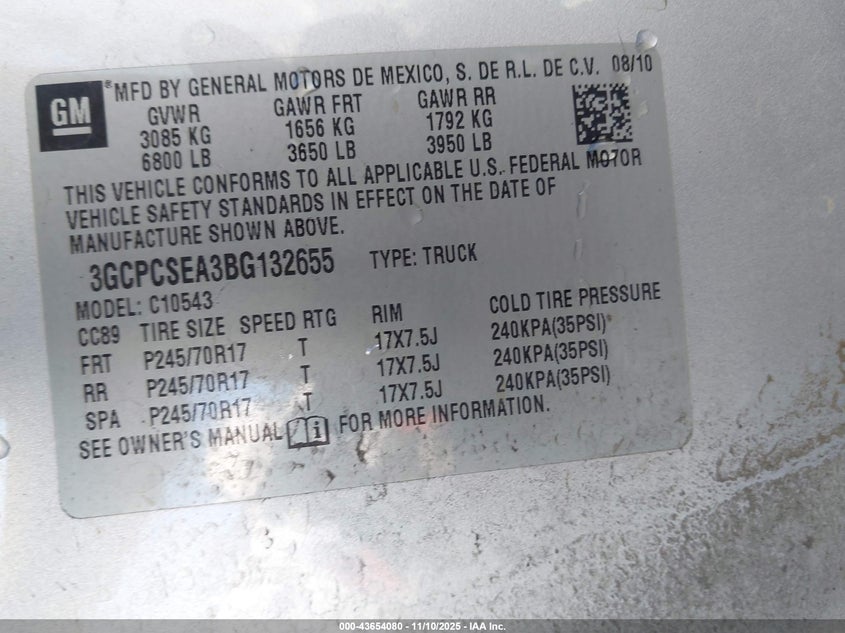 GM
*MFD BY GENERAL MOTORS DE MEXICO, S. DE R.L. DE C.V. 08/10
GVWR GAWR FRT GAWR RR
3085 KG 1656 KG 1792 KG
6800 LB 3650 LB 3950 LB
THIS VEHICLE CONFORMS TO ALL APPLICABLE U.S. FEDERAL MOTOR
VEHICLE SAFETY STANDARDS IN EFFECT ON THE DATE OF
MANUFACTURE SHOWN ABOVE.
3GCPCSEA3BG132655 TYPE: TRUCK
MODEL: C10543
CC89 TIRE SIZE SPEED RTG RIM COLD TIRE PRESSURE
FRT P245/70R17 T 17X7.5J 240KPA(35PSI)
RR P245/70R17 T 17X7.5J 240KPA(35PSI)
SPA P245/70R17 T 17X7.5J 240KPA(35PSI)
SEE OWNER'S MANUAL i FOR MORE INFORMATION.
000-43654080 - 11/10/2025 - IAA Inc.